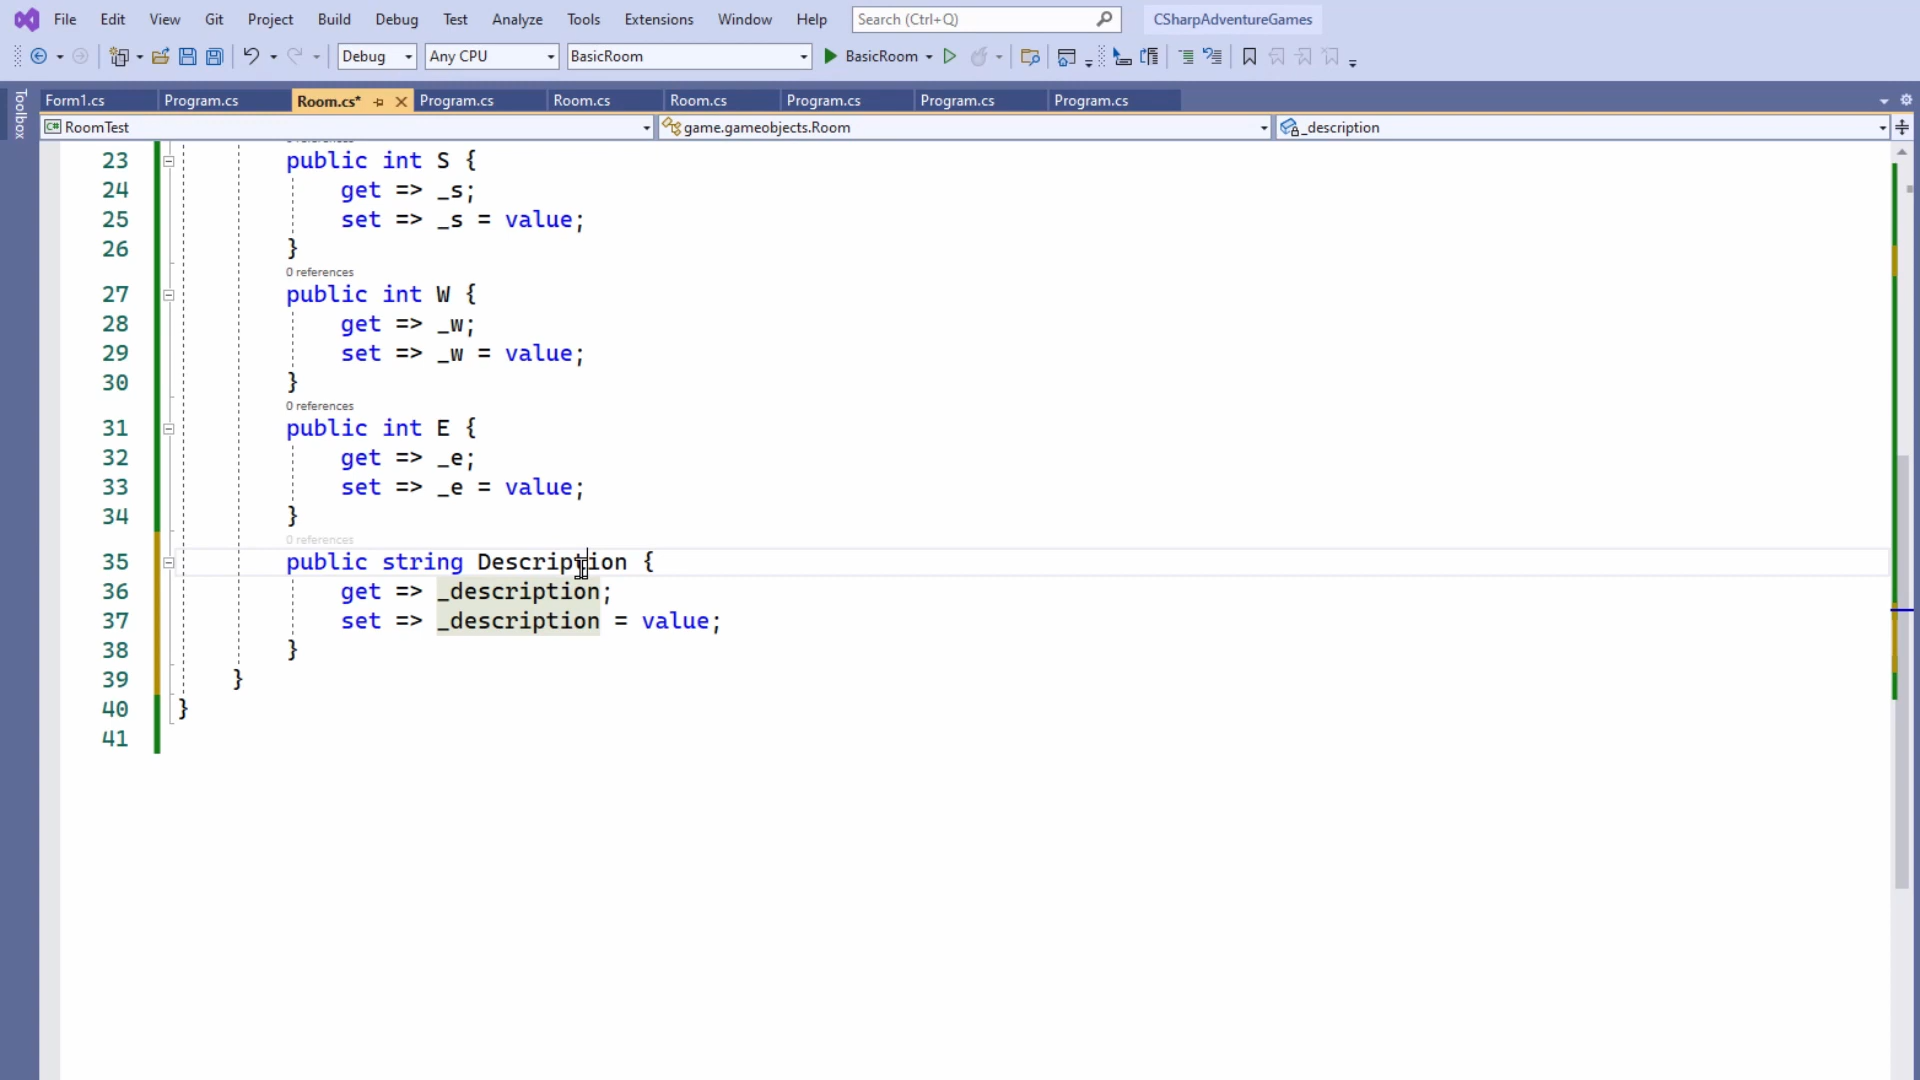 File Edit View Git Project Build Debug Test Analyze Tools Extensions Window Help Search (Ctrl+Q) CSharpAdventureGames
Debug Any CPU BasicRoom BasicRoom
Toolbox
Form1.cs Program.cs Room.cs* Program.cs Room.cs Room.cs Program.cs Program.cs Program.cs
RoomTest game.gameobjects.Room _description
23 public int S {
24 get => _s;
25 set => _s = value;
26 }
0 references
27 public int W {
28 get => _w;
29 set => _w = value;
30 }
0 references
31 public int E {
32 get => _e;
33 set => _e = value;
34 }
0 references
35 public string Description {
36 get => _description;
37 set => _description = value;
38 }
39 }
40 }
41